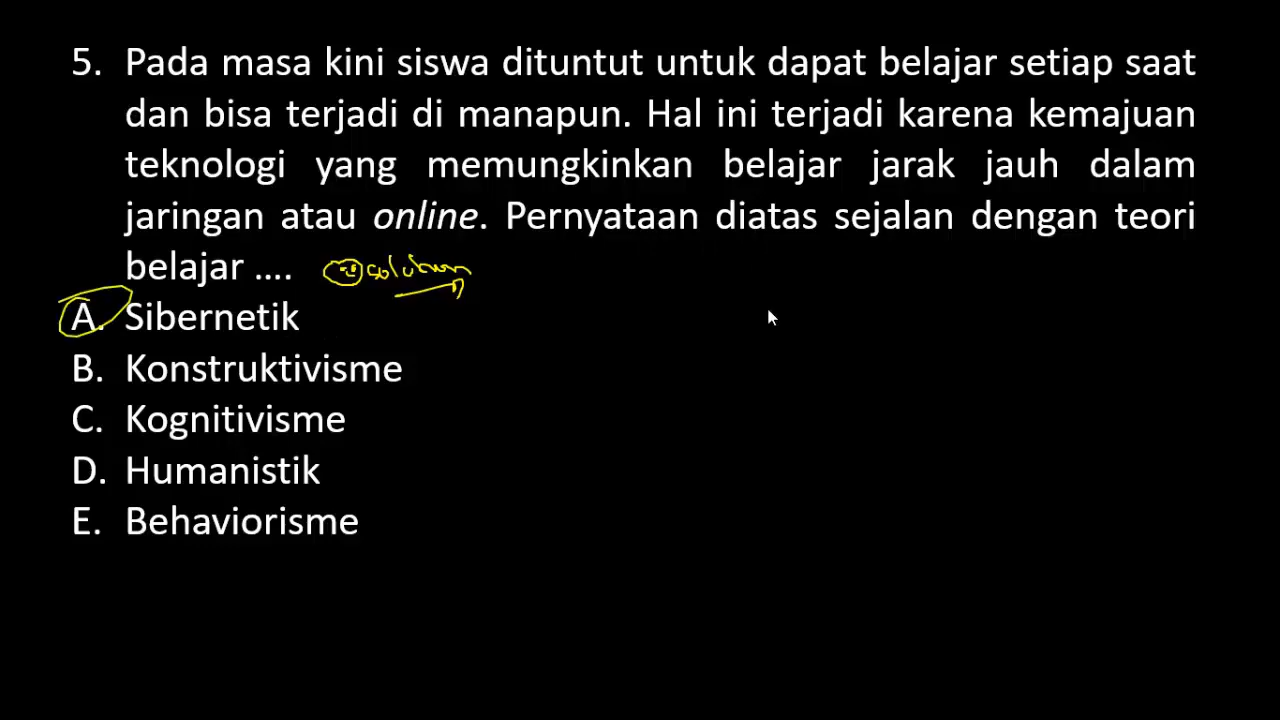 5. Pada masa kini siswa dituntut untuk dapat belajar setiap saat
dan bisa terjadi di manapun. Hal ini terjadi karena kemajuan
teknologi yang memungkinkan belajar jarak jauh dalam
jaringan atau online. Pernyataan diatas sejalan dengan teori
belajar ....
A. Sibernetik
B. Konstruktivisme
C. Kognitivisme
D. Humanistik
E. Behaviorisme